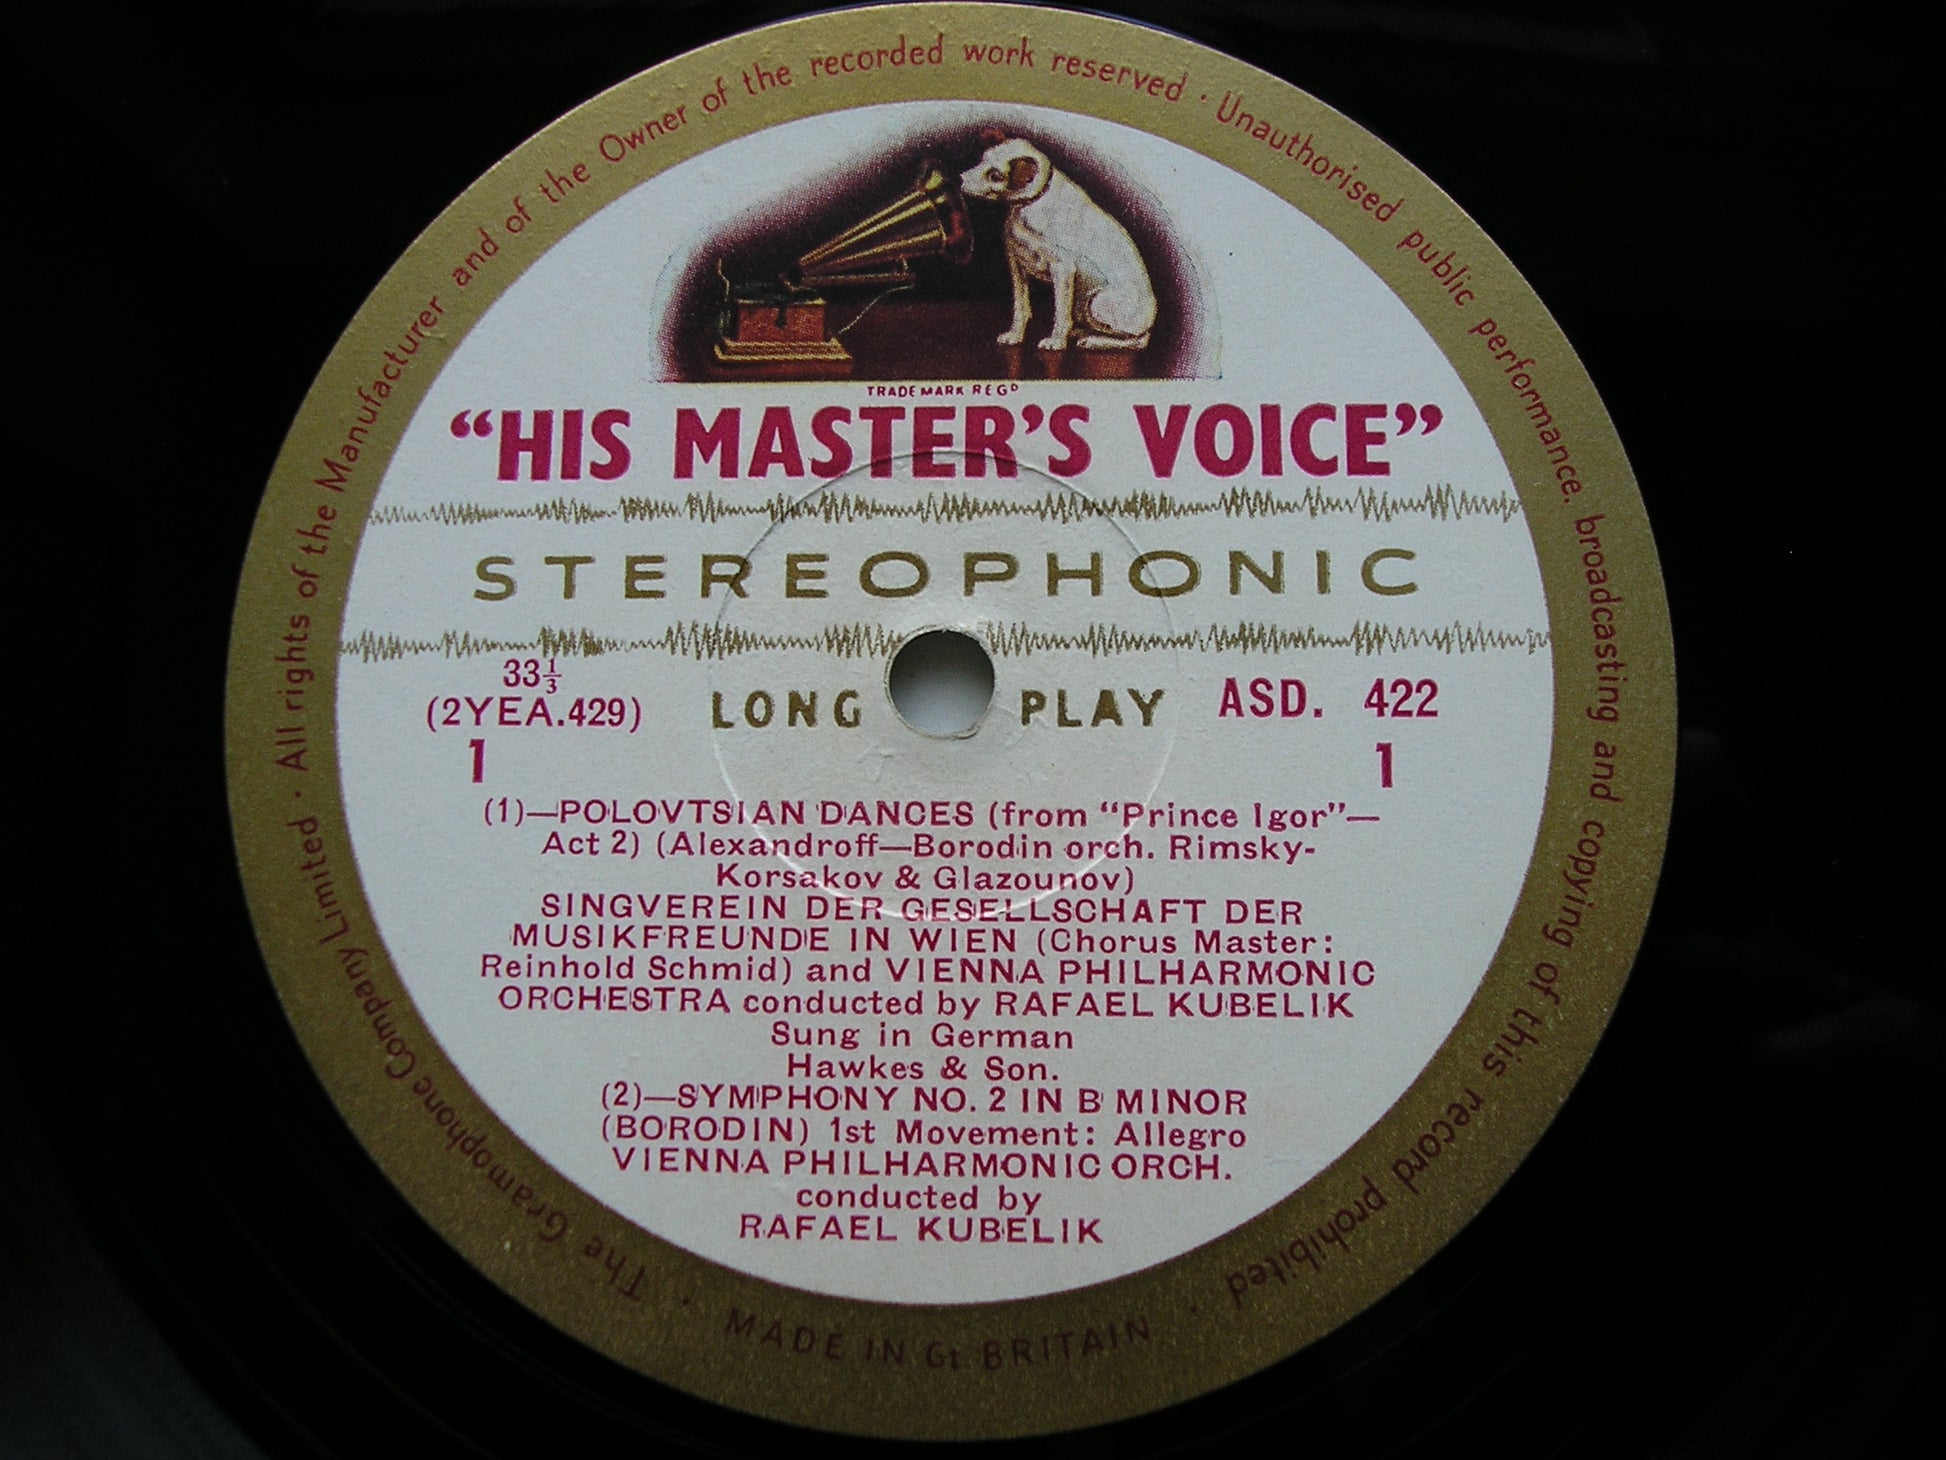 The Gramophone Company Limited · All rights of the Manufacturer and of the Owner of the recorded work reserved · Unauthorised public performance, broadcasting and copying of this record prohibited ·
TRADE MARK REGD
“HIS MASTER’S VOICE”
STEREOPHONIC
33⅓
(2YEA.429)
LONG PLAY
ASD. 422
1
1
(1)—POLOVTSIAN DANCES (from “Prince Igor”—
Act 2) (Alexandroff—Borodin orch. Rimsky-
Korsakov & Glazounov)
SINGVEREIN DER GESELLSCHAFT DER
MUSIKFREUNDE IN WIEN (Chorus Master:
Reinhold Schmid) and VIENNA PHILHARMONIC
ORCHESTRA conducted by RAFAEL KUBELIK
Sung in German
Hawkes & Son.
(2)—SYMPHONY NO. 2 IN B MINOR
(BORODIN) 1st Movement: Allegro
VIENNA PHILHARMONIC ORCH.
conducted by
RAFAEL KUBELIK
MADE IN Gt BRITAIN